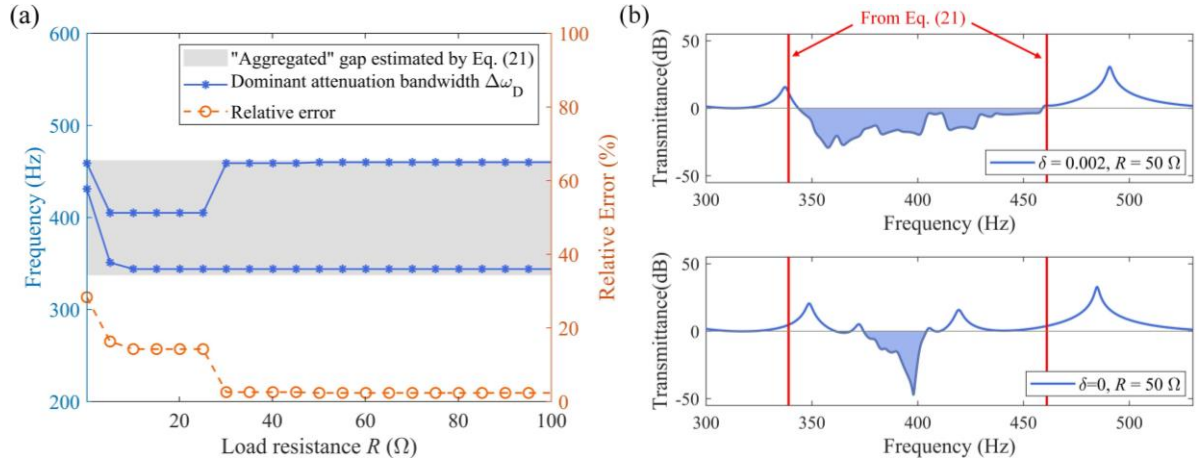 (a)
600
500
400
300
200
Frequency (Hz)
"Aggregated" gap estimated by Eq. (21)
Dominant attenuation bandwidth Δω_D
Relative error
100
80
60
40
20
0
Relative Error (%)
20
40
60
80
100
Load resistance R (Ω)
(b)
From Eq. (21)
Transmittance(dB)
50
0
-50
δ = 0.002, R = 50 Ω
300
350
400
450
500
Frequency (Hz)
Transmittance(dB)
50
0
-50
δ=0, R = 50 Ω
300
350
400
450
500
Frequency (Hz)